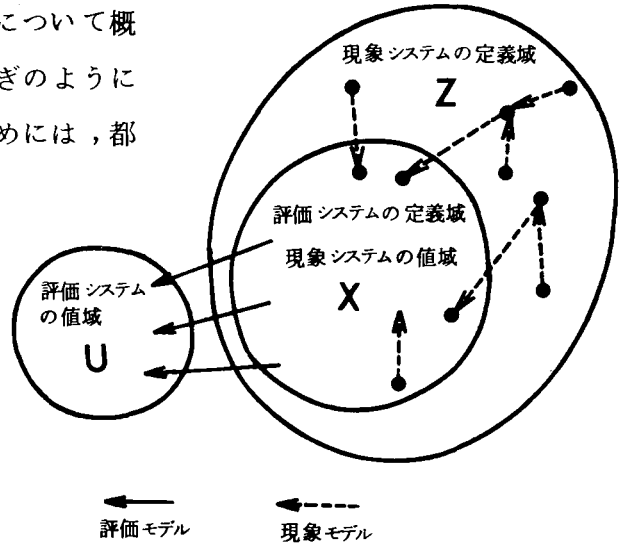 について概
ぎのように
めには，都
現象システムの定義域
Z
評価システムの定義域
現象システムの値域
X
評価システム
の値域
U
評価モデル
現象モデル